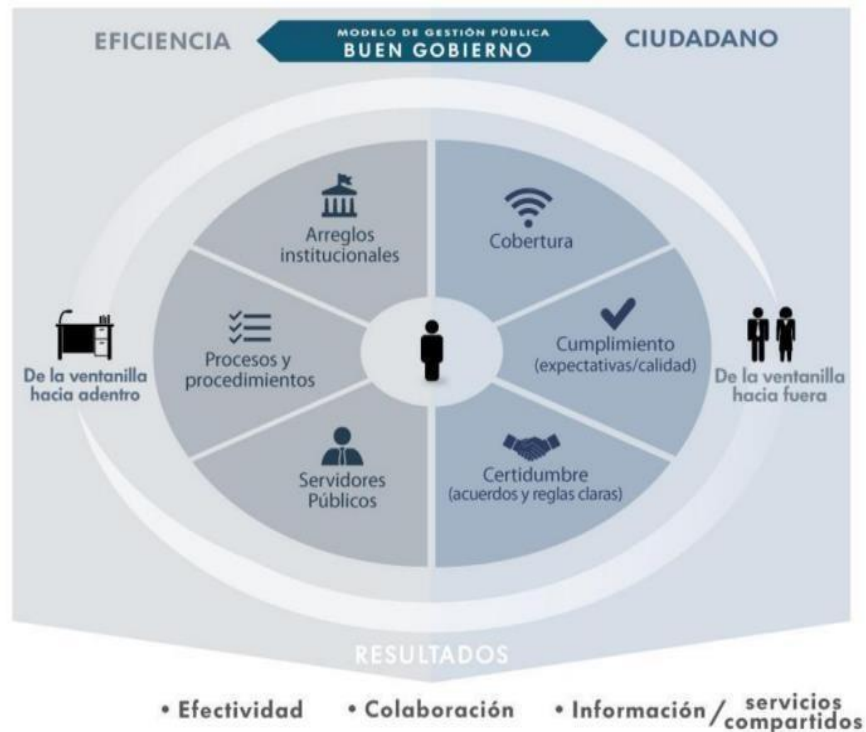 EFICIENCIA
MODELO DE GESTIÓN PÚBLICA
BUEN GOBIERNO
CIUDADANO
Arreglos
institucionales
Cobertura
Procesos y
procedimientos
Cumplimiento
(expectativas/calidad)
De la ventanilla
hacia adentro
De la ventanilla
hacia fuera
Servidores
Públicos
Certidumbre
(acuerdos y reglas claras)
RESULTADOS
• Efectividad
• Colaboración
• Información / servicios
compartidos